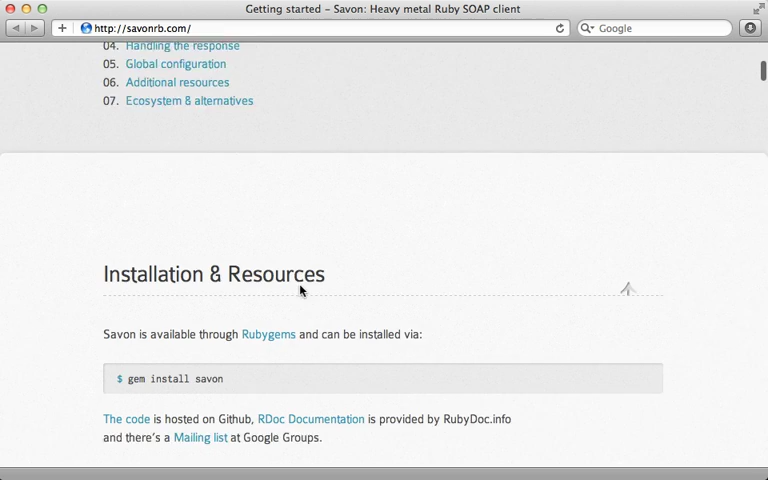 Getting started – Savon: Heavy metal Ruby SOAP client
http://savonrb.com/
Google
04. Handling the response
05. Global configuration
06. Additional resources
07. Ecosystem & alternatives
Installation & Resources
Savon is available through Rubygems and can be installed via:
$ gem install savon
The code is hosted on Github, RDoc Documentation is provided by RubyDoc.info
and there's a Mailing list at Google Groups.